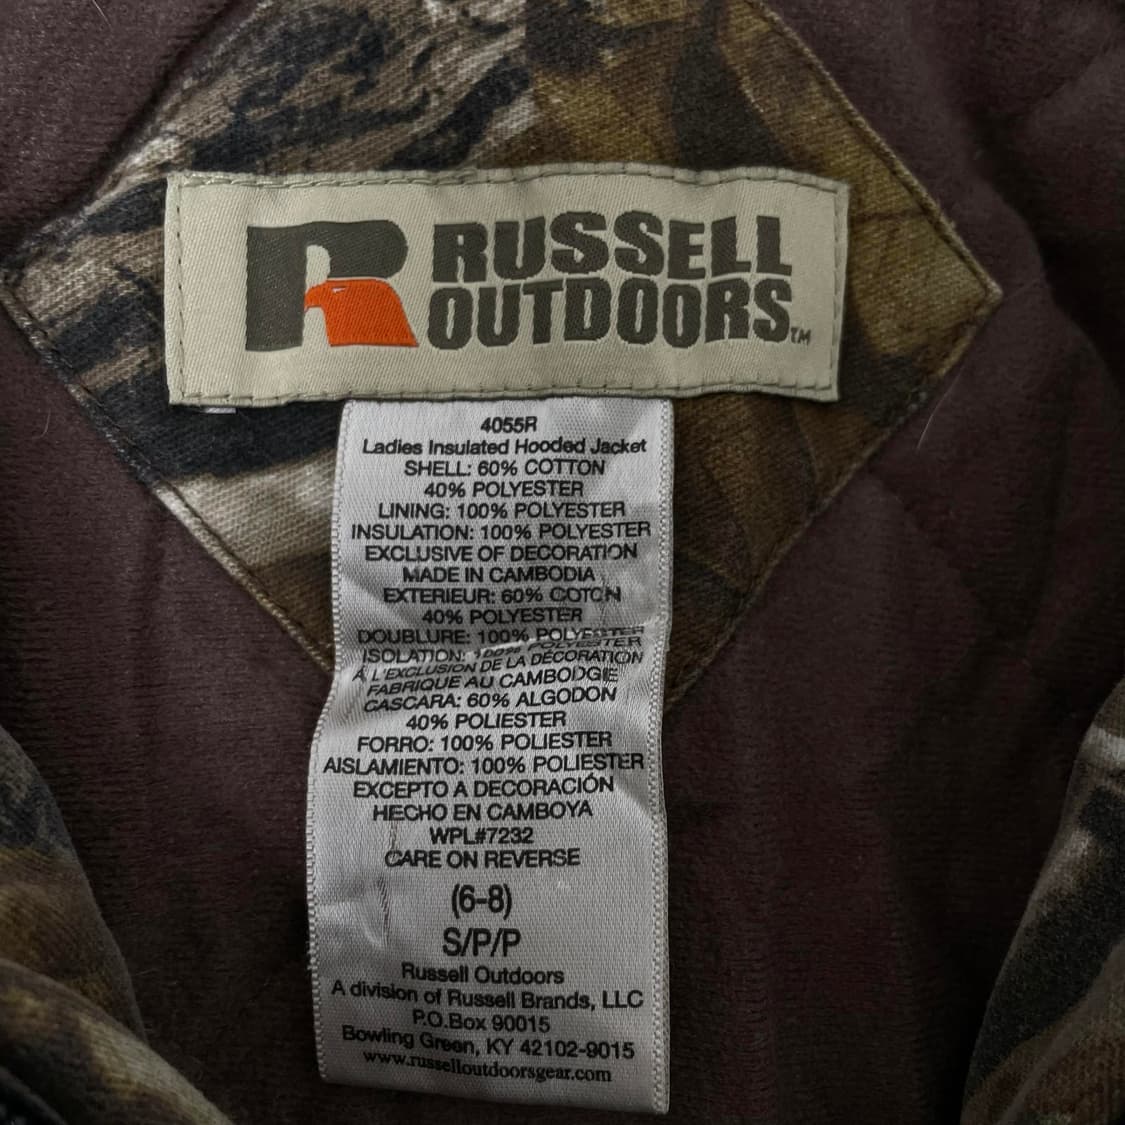 RUSSELL
OUTDOORS™
4055R
Ladies Insulated Hooded Jacket
SHELL: 60% COTTON
40% POLYESTER
LINING: 100% POLYESTER
INSULATION: 100% POLYESTER
EXCLUSIVE OF DECORATION
MADE IN CAMBODIA
EXTERIEUR: 60% COTON
40% POLYESTER
DOUBLURE: 100% POLYESTER
ISOLATION: 100% POLYESTER
À L'EXCLUSION DE LA DÉCORATION
FABRIQUE AU CAMBODGE
CASCARA: 60% ALGODON
40% POLIESTER
FORRO: 100% POLIESTER
AISLAMIENTO: 100% POLIESTER
EXCEPTO A DECORACIÓN
HECHO EN CAMBOYA
WPL#7232
CARE ON REVERSE
(6-8)
S/P/P
Russell Outdoors
A division of Russell Brands, LLC
P.O.Box 90015
Bowling Green, KY 42102-9015
www.russelloutdoorsgear.com